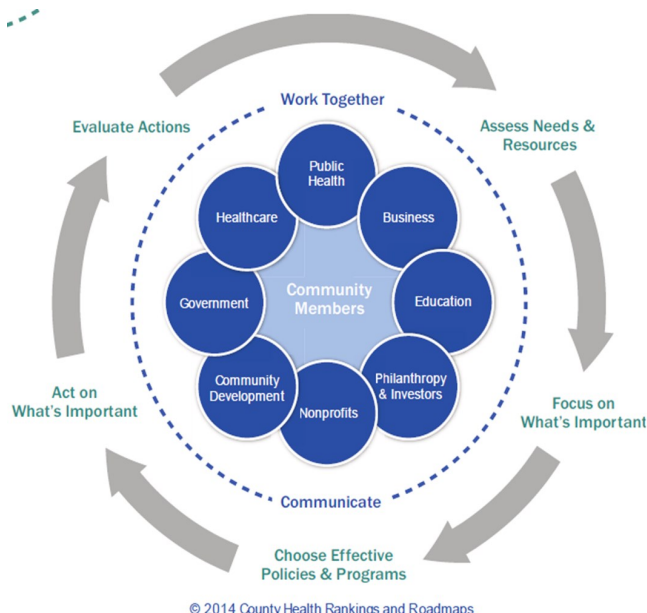 Work Together
Evaluate Actions
Assess Needs &
Resources
Public
Health
Healthcare
Business
Government
Community
Members
Education
Community
Development
Philanthropy
& Investors
Nonprofits
Act on
What's Important
Focus on
What's Important
Communicate
Choose Effective
Policies & Programs
© 2014 County Health Rankings and Roadmaps